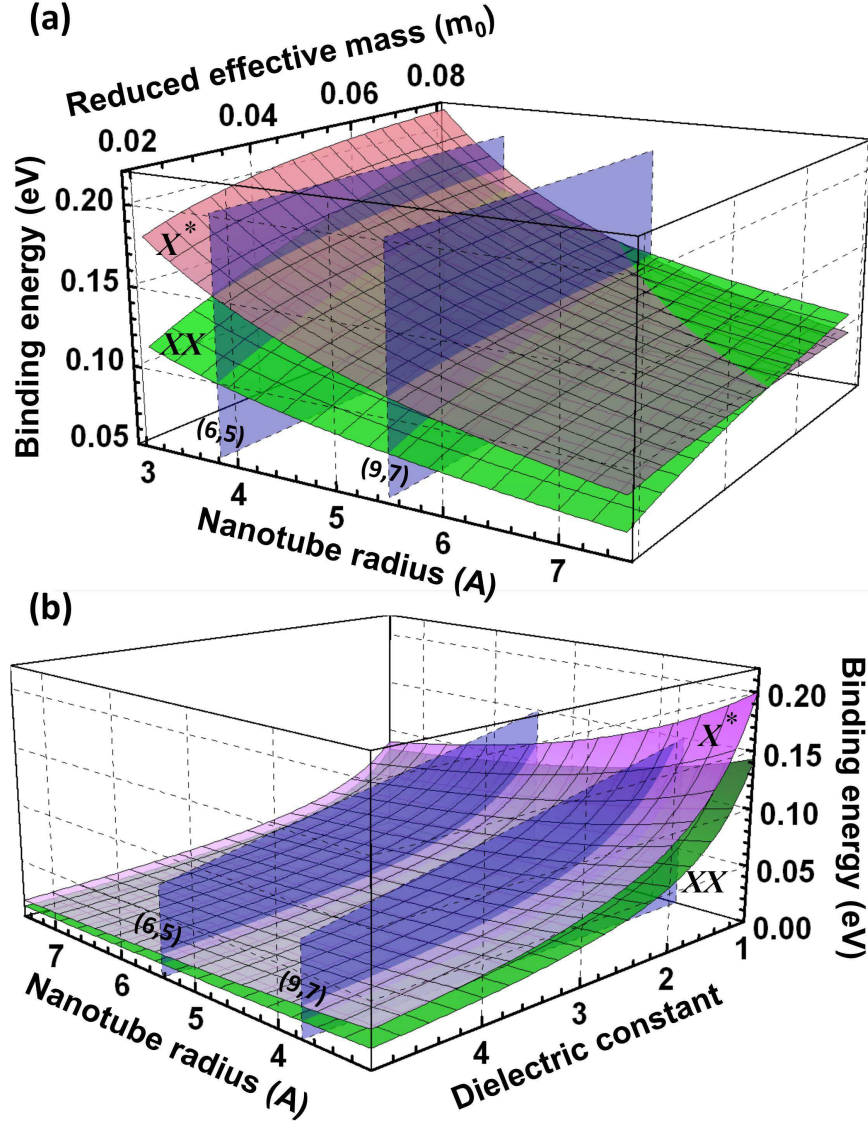 (a)
Reduced effective mass (m₀)
0.02 0.04 0.06 0.08
Binding energy (eV)
0.20
0.15
0.10
0.05
X*
XX
(6,5)
(9,7)
3 4 5 6 7
Nanotube radius (A)
(b)
Binding energy (eV)
0.20
0.15
0.10
0.05
0.00
X*
XX
(6,5)
(9,7)
7 6 5 4
Nanotube radius (A)
4 3 2 1
Dielectric constant